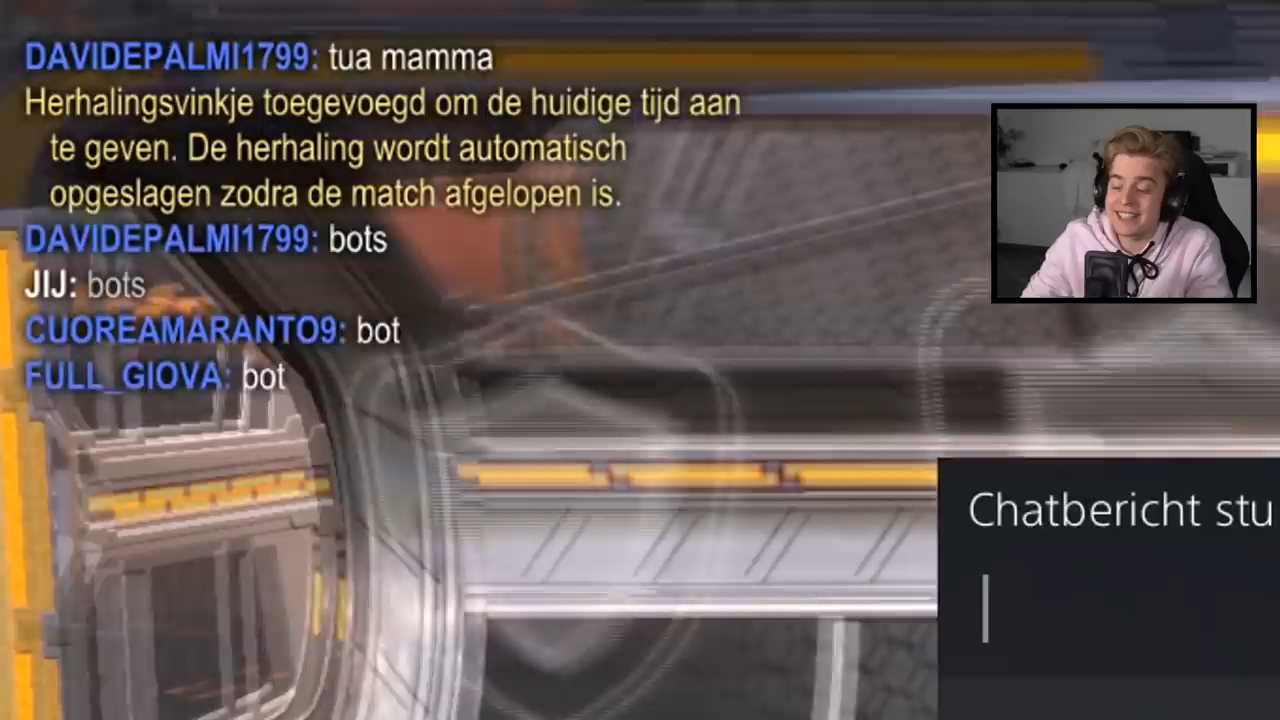 DAVIDEPALMI1799: tua mamma
Herhalingsvinkje toegevoegd om de huidige tijd aan
te geven. De herhaling wordt automatisch
opgeslagen zodra de match afgelopen is.
DAVIDEPALMI1799: bots
JIJ: bots
CUOREAMARANTO9: bot
FULL_GIOVA: bot
Chatbericht stu